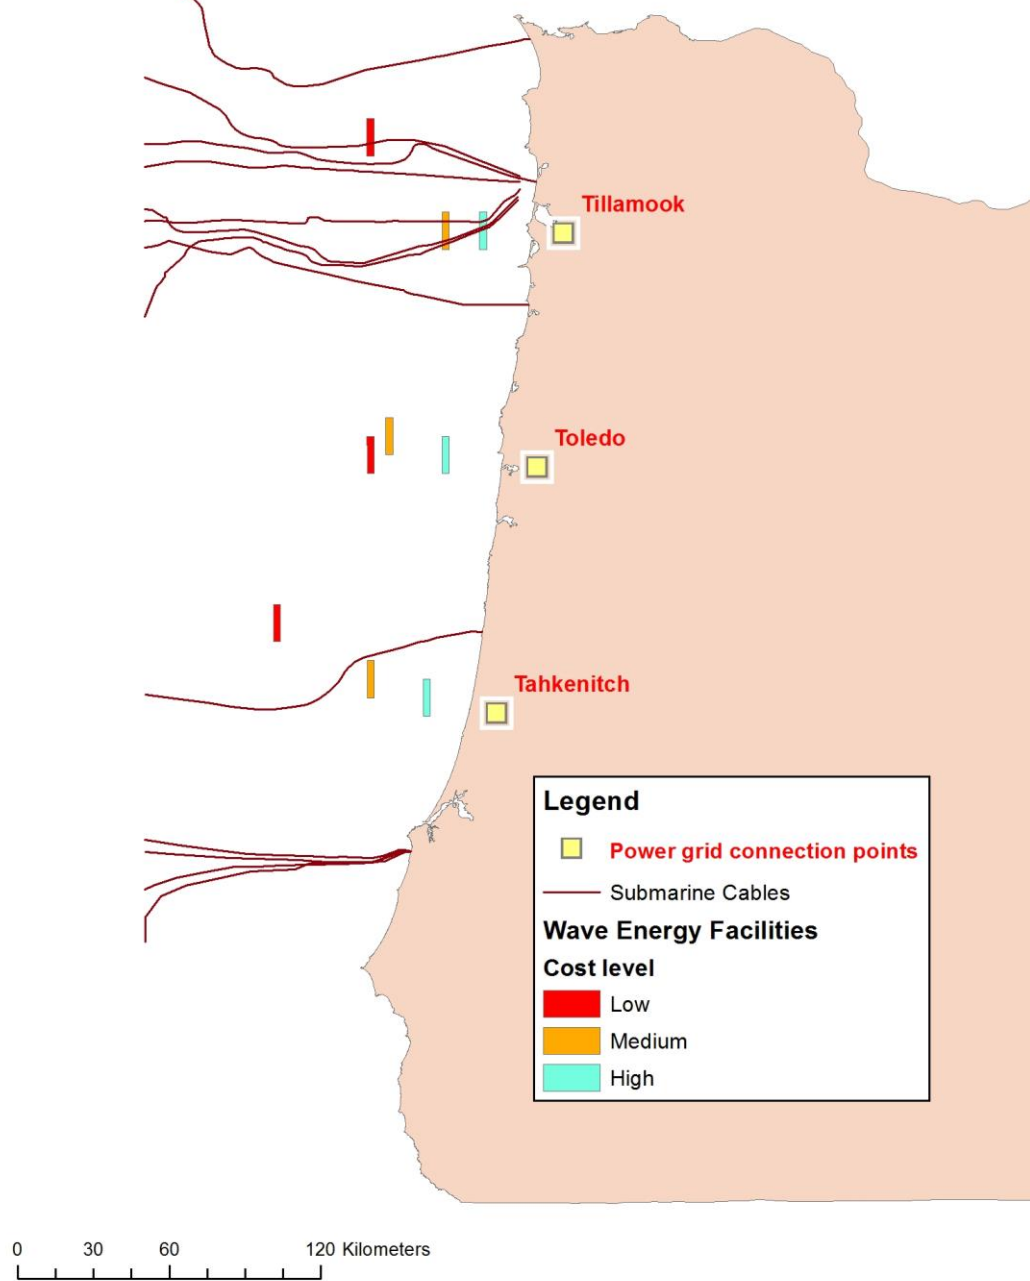 Tillamook
Toledo
Tahkenitch
Legend
Power grid connection points
Submarine Cables
Wave Energy Facilities
Cost level
Low
Medium
High
0 30 60 120 Kilometers